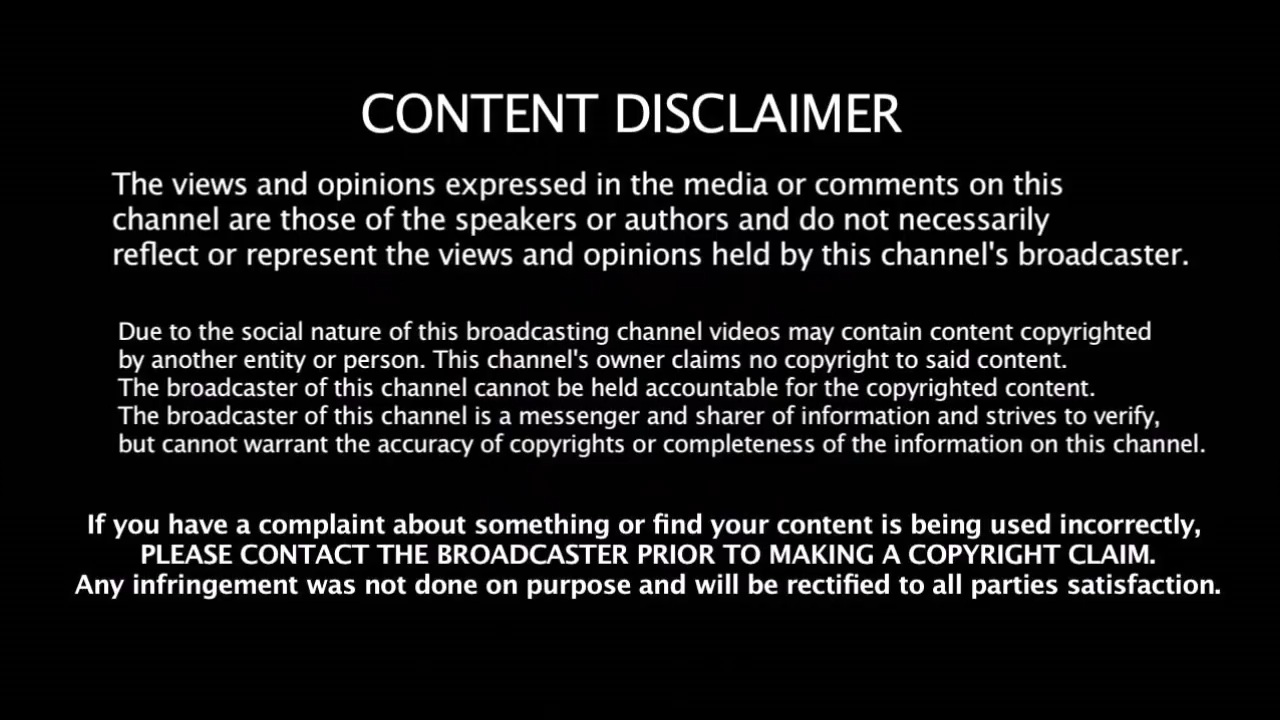 CONTENT DISCLAIMER
The views and opinions expressed in the media or comments on this
channel are those of the speakers or authors and do not necessarily
reflect or represent the views and opinions held by this channel's broadcaster.
Due to the social nature of this broadcasting channel videos may contain content copyrighted
by another entity or person. This channel's owner claims no copyright to said content.
The broadcaster of this channel cannot be held accountable for the copyrighted content.
The broadcaster of this channel is a messenger and sharer of information and strives to verify,
but cannot warrant the accuracy of copyrights or completeness of the information on this channel.
If you have a complaint about something or find your content is being used incorrectly,
PLEASE CONTACT THE BROADCASTER PRIOR TO MAKING A COPYRIGHT CLAIM.
Any infringement was not done on purpose and will be rectified to all parties satisfaction.